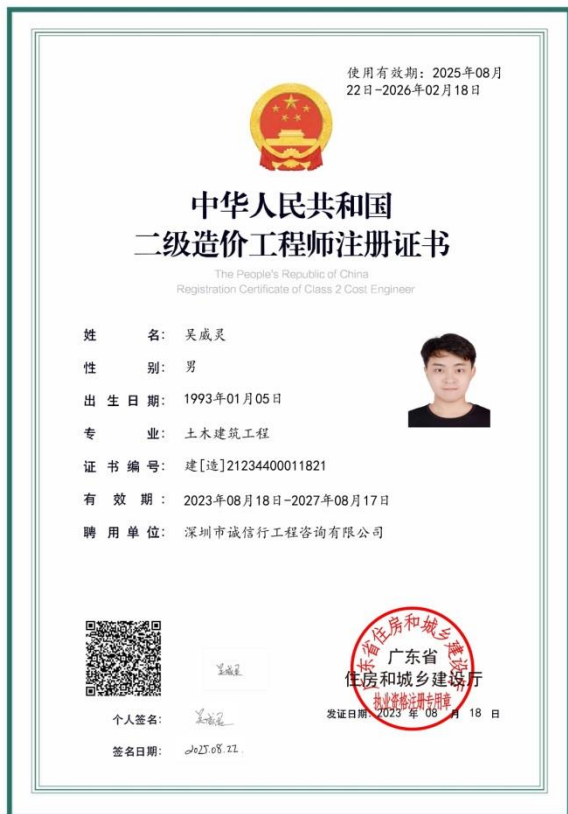 使用有效期：2025年08月
22日-2026年02月18日
中华人民共和国
二级造价工程师注册证书
The People's Republic of China
Registration Certificate of Class 2 Cost Engineer
姓名：吴威灵
性别：男
出生日期：1993年01月05日
专业：土木建筑工程
证书编号：建[造]21234400011821
有效期：2023年08月18日-2027年08月17日
聘用单位：深圳市诚信行工程咨询有限公司
吴威灵
广东省住房和城乡建设厅
执业资格注册专用章
广东省
住房和城乡建设厅
个人签名：吴威灵
发证日期：2023 年 08 月 18 日
签名日期：2025.08.22.